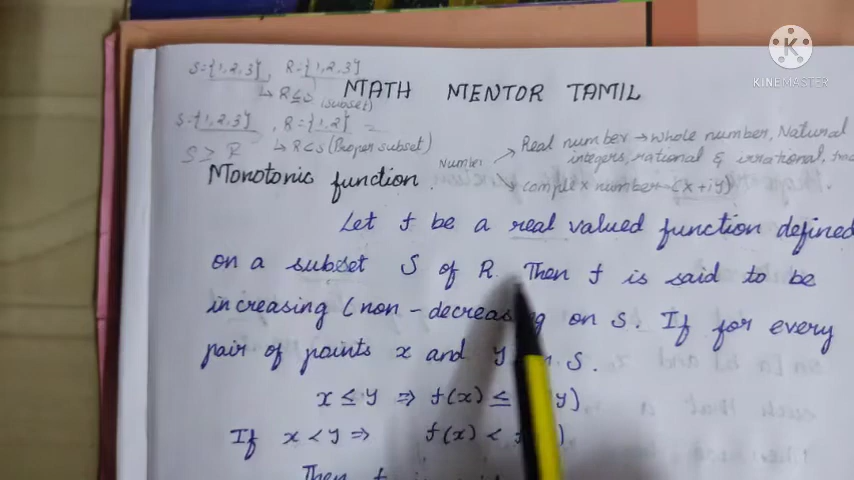 S={1,2,3}, R={1,2,3}
↳ R⊆S (subset)
MATH MENTOR TAMIL
KINEMASTER
S={1,2,3}, R={1,2} =
↳ R<S (Proper subset)
S > R
Number → Real number → whole number, Natural
integers, rational & irrational,
→ complex number → (x+iy)
Monotonic function.
Let f be a real valued function defined
on a subset S of R. Then f is said to be
increasing (non-decreasing on S. If for every
pair of points x and y S.
x ≤ y ⇒ f(x) ≤ y)
If x < y ⇒ f(x) < f )
Then f